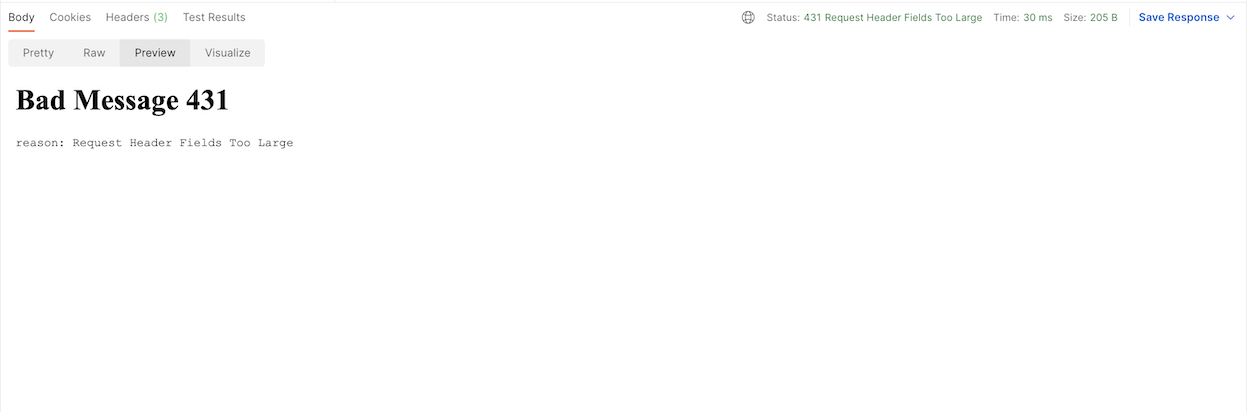 Body Cookies Headers (3) Test Results Status: 431 Request Header Fields Too Large Time: 30 ms Size: 205 B Save Response
Pretty Raw Preview Visualize
Bad Message 431
reason: Request Header Fields Too Large